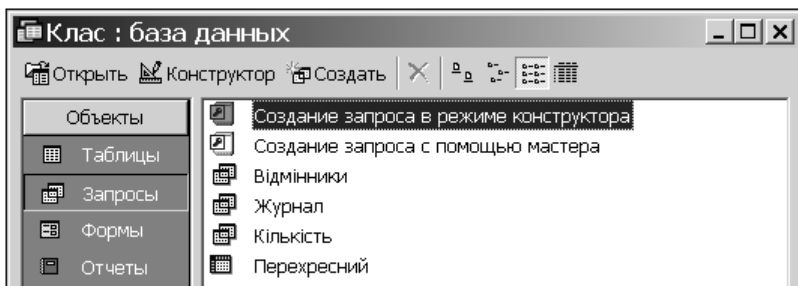 Клас : база данных
Открыть Конструктор Создать
Объекты
Таблицы
Запросы
Формы
Отчеты
Создание запроса в режиме конструктора
Создание запроса с помощью мастера
Відмінники
Журнал
Кількість
Перехресний